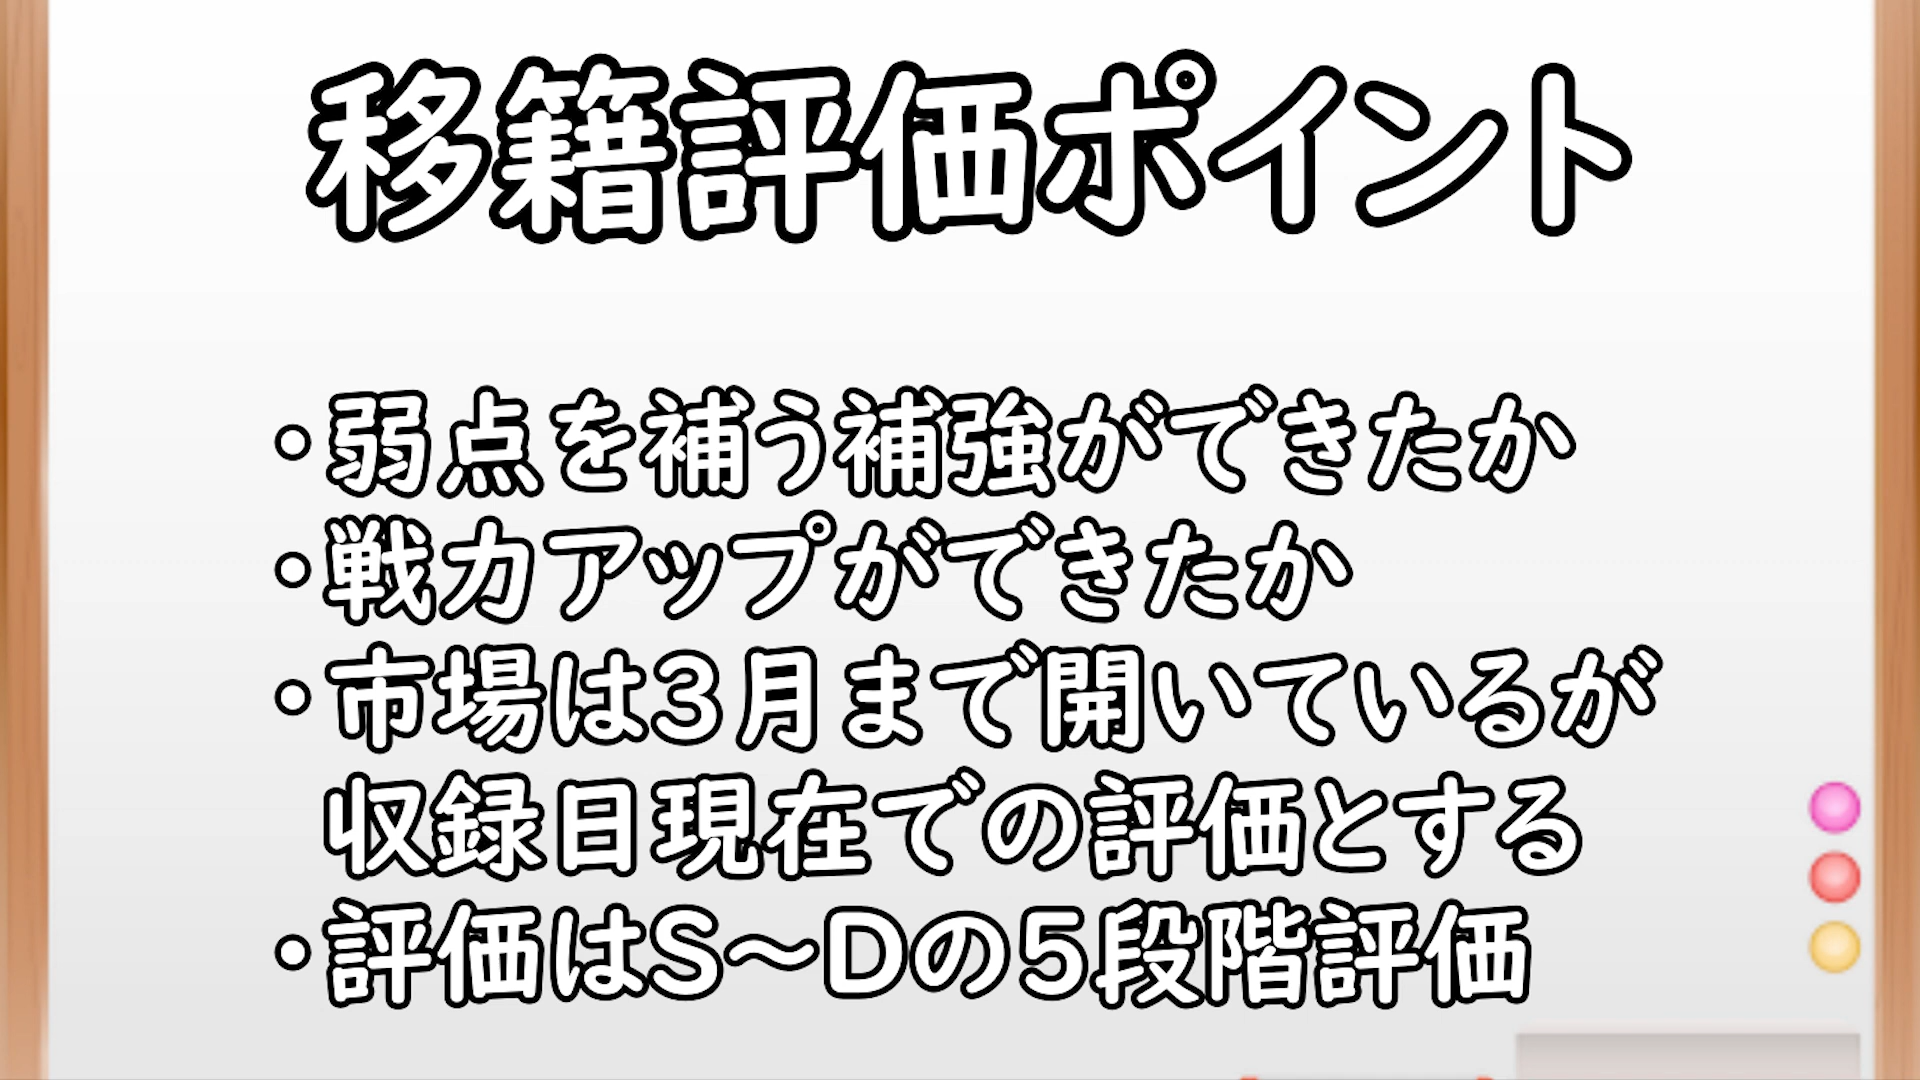 移籍評価ポイント
・弱点を補う補強ができたか
・戦力アップができたか
・市場は3月まで開いているが
収録日現在での評価とする
・評価はS〜Dの5段階評価